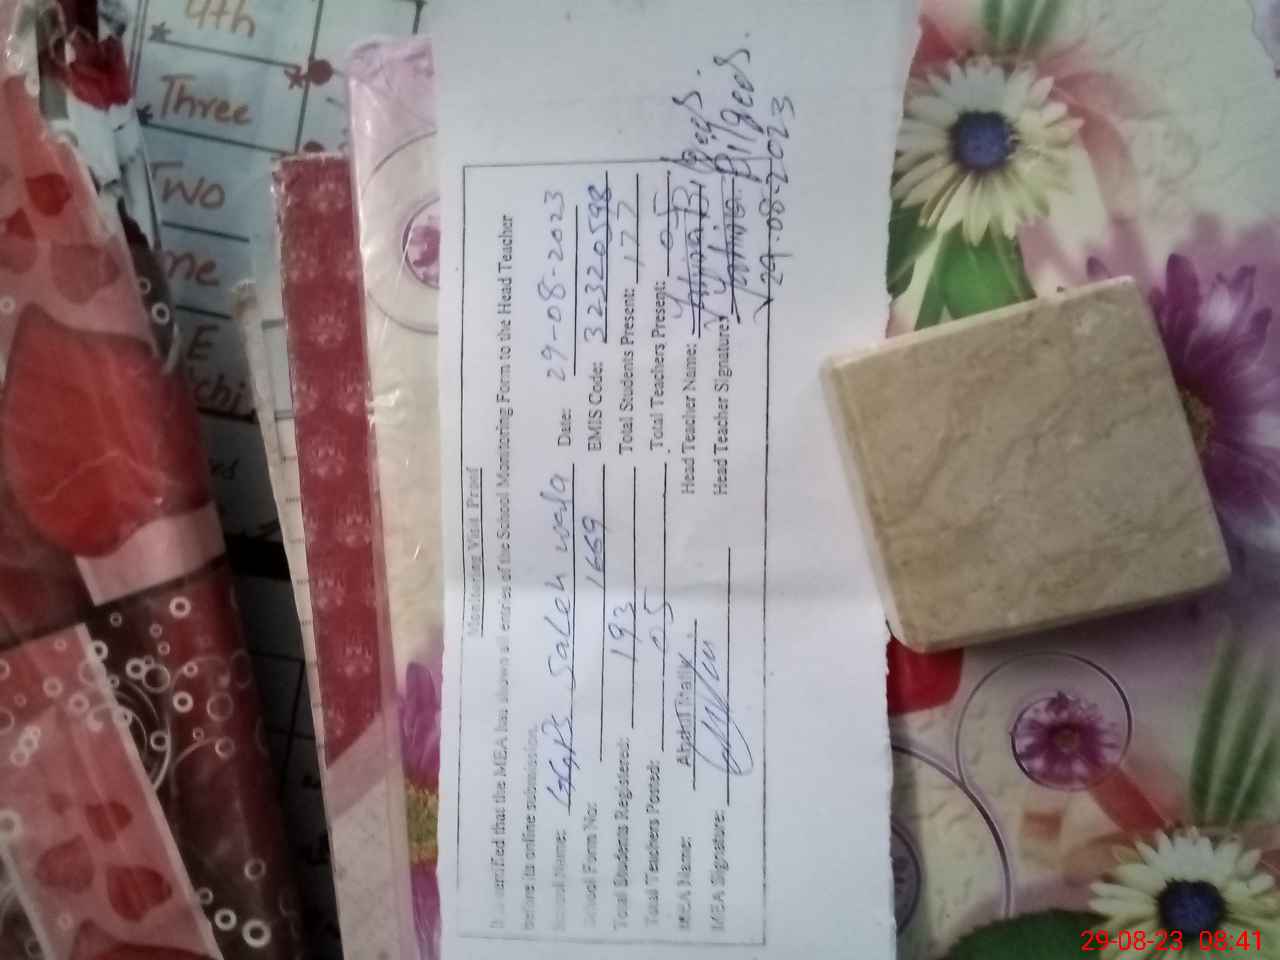 4th
Three
Two
me
E
Monitoring Visit Proof
It is certified that the MEA has shown all entries of the School Monitoring Form to the Head Teacher
before its online submission.
School Name: GGPS Saleh wala Date: 29-08-2023
School Form No: 1669 EMIS Code: 32320598
Total Students Registered: 193 Total Students Present: 177
Total Teachers Posted: 05 Total Teachers Present: 05
MEA Name: Head Teacher Name: Bilgees
MEA Signature: Head Teacher Signature: Bilgees.
29-08-2023
29-08-23 08:41